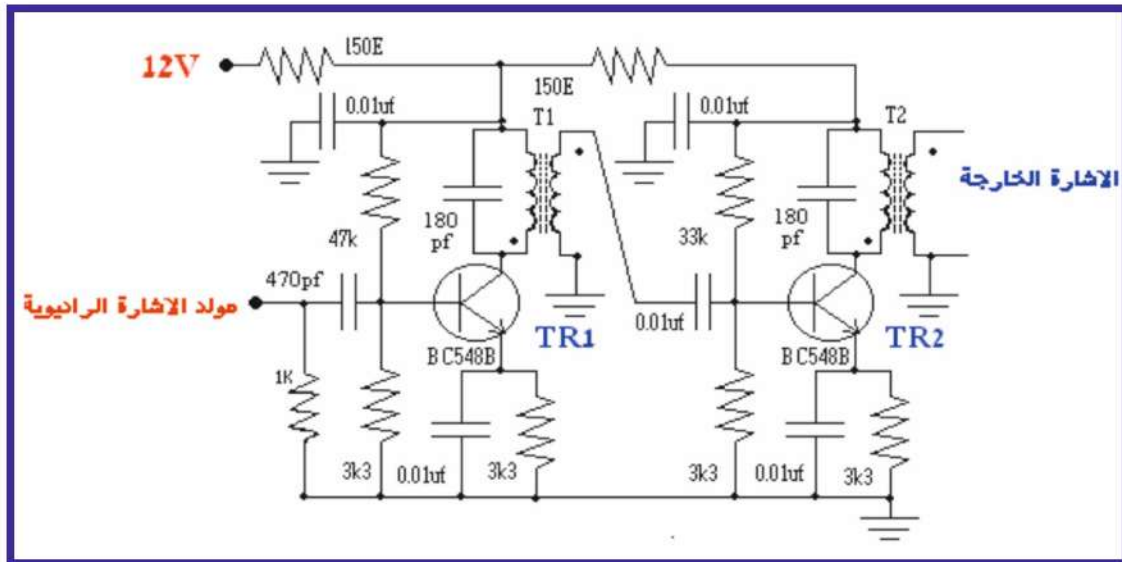 150E
12V
150E
0.01uf
T1
0.01uf
T2
الاشارة الخارجة
180
pf
180
pf
47k
33k
470pf
مولد الاشارة الراديوية
0.01uf
TR1
TR2
BC548B
BC548B
1K
3k3
0.01uf
3k3
3k3
0.01uf
3k3